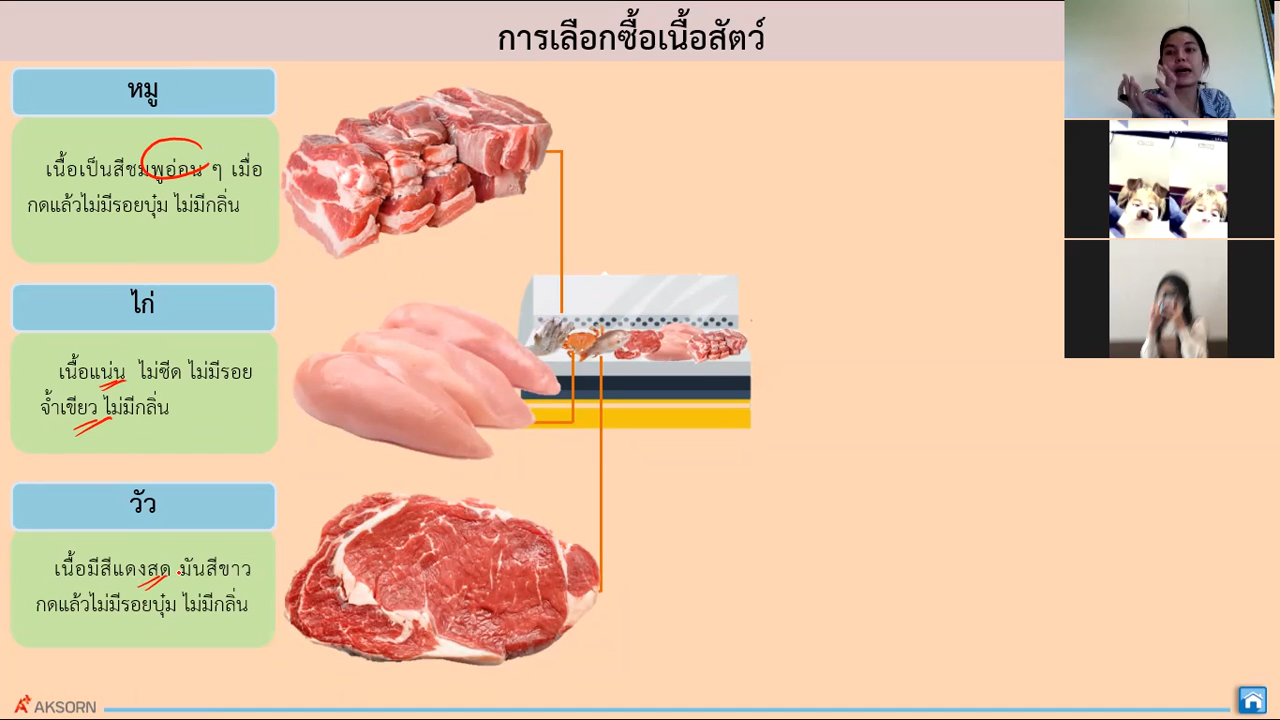 การเลือกซื้อเนื้อสัตว์
หมู
เนื้อเป็นสีชมพูอ่อน ๆ เมื่อ
กดแล้วไม่มีรอยบุ๋ม ไม่มีกลิ่น
ไก่
เนื้อแน่น ไม่ซีด ไม่มีรอย
จ้ำเขียว ไม่มีกลิ่น
วัว
เนื้อมีสีแดงสด มันสีขาว
กดแล้วไม่มีรอยบุ๋ม ไม่มีกลิ่น
AKSORN